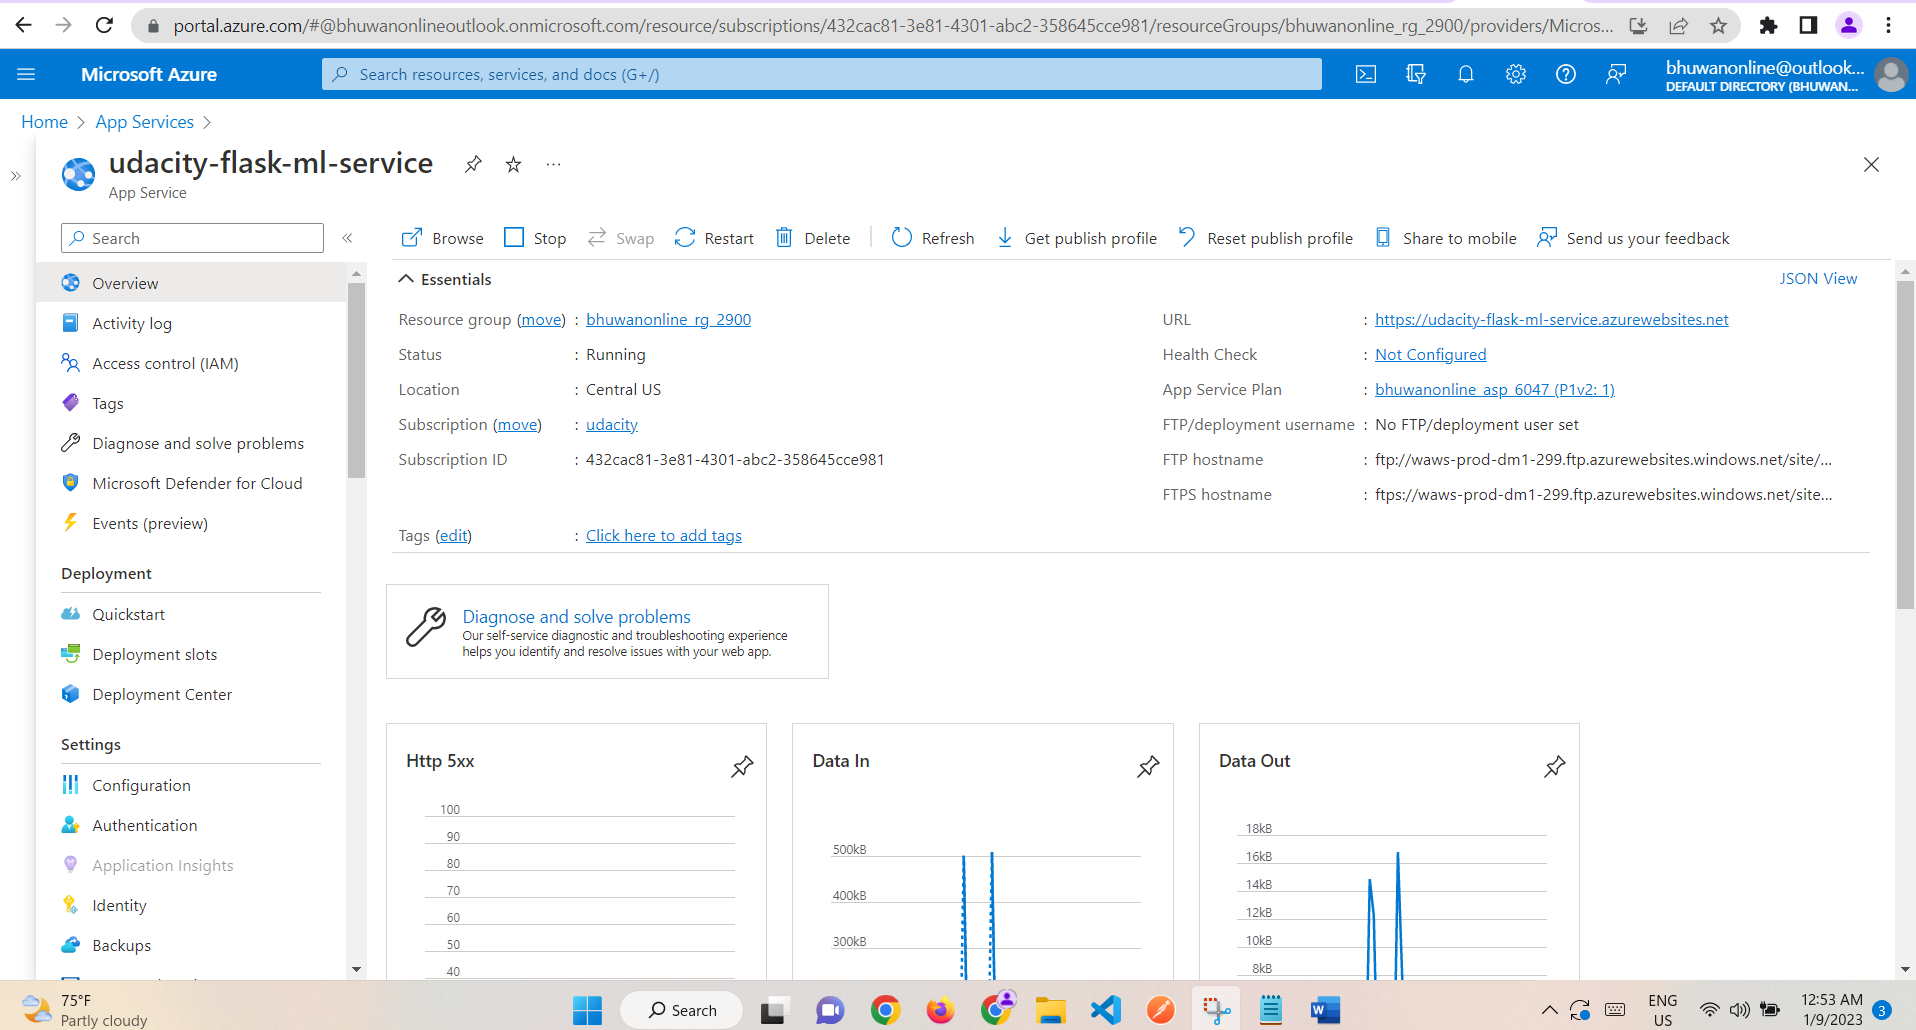 portal.azure.com/#@bhuwanonlineoutlook.onmicrosoft.com/resource/subscriptions/432cac81-3e81-4301-abc2-358645cce981/resourceGroups/bhuwanonline_rg_2900/providers/Micros...
Microsoft Azure
Search resources, services, and docs (G+/)
bhuwanonline@outlook...
DEFAULT DIRECTORY (BHUWAN...
Home > App Services >
udacity-flask-ml-service
App Service
Search
Browse Stop Swap Restart Delete Refresh Get publish profile Reset publish profile Share to mobile Send us your feedback
Overview
Activity log
Access control (IAM)
Tags
Diagnose and solve problems
Microsoft Defender for Cloud
Events (preview)
Deployment
Quickstart
Deployment slots
Deployment Center
Settings
Configuration
Authentication
Application Insights
Identity
Backups
Essentials
JSON View
Resource group (move) : bhuwanonline_rg_2900
Status : Running
Location : Central US
Subscription (move) : udacity
Subscription ID : 432cac81-3e81-4301-abc2-358645cce981
URL : https://udacity-flask-ml-service.azurewebsites.net
Health Check : Not Configured
App Service Plan : bhuwanonline_asp_6047 (P1v2: 1)
FTP/deployment username : No FTP/deployment user set
FTP hostname : ftp://waws-prod-dm1-299.ftp.azurewebsites.windows.net/site/...
FTPS hostname : ftps://waws-prod-dm1-299.ftp.azurewebsites.windows.net/site...
Tags (edit) : Click here to add tags
Diagnose and solve problems
Our self-service diagnostic and troubleshooting experience
helps you identify and resolve issues with your web app.
Http 5xx
100
90
80
70
60
50
40
Data In
500kB
400kB
300kB
Data Out
18kB
16kB
14kB
12kB
10kB
8kB
75°F
Partly cloudy
Search
ENG
US
12:53 AM
1/9/2023
3